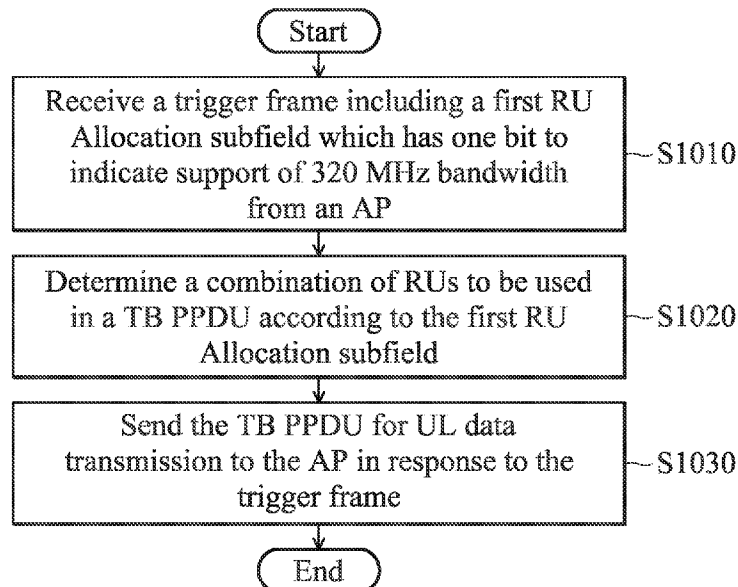 Start
Receive a trigger frame including a first RU
Allocation subfield which has one bit to
indicate support of 320 MHz bandwidth
from an AP
S1010
Determine a combination of RUs to be used
in a TB PPDU according to the first RU
Allocation subfield
S1020
Send the TB PPDU for UL data
transmission to the AP in response to the
trigger frame
S1030
End